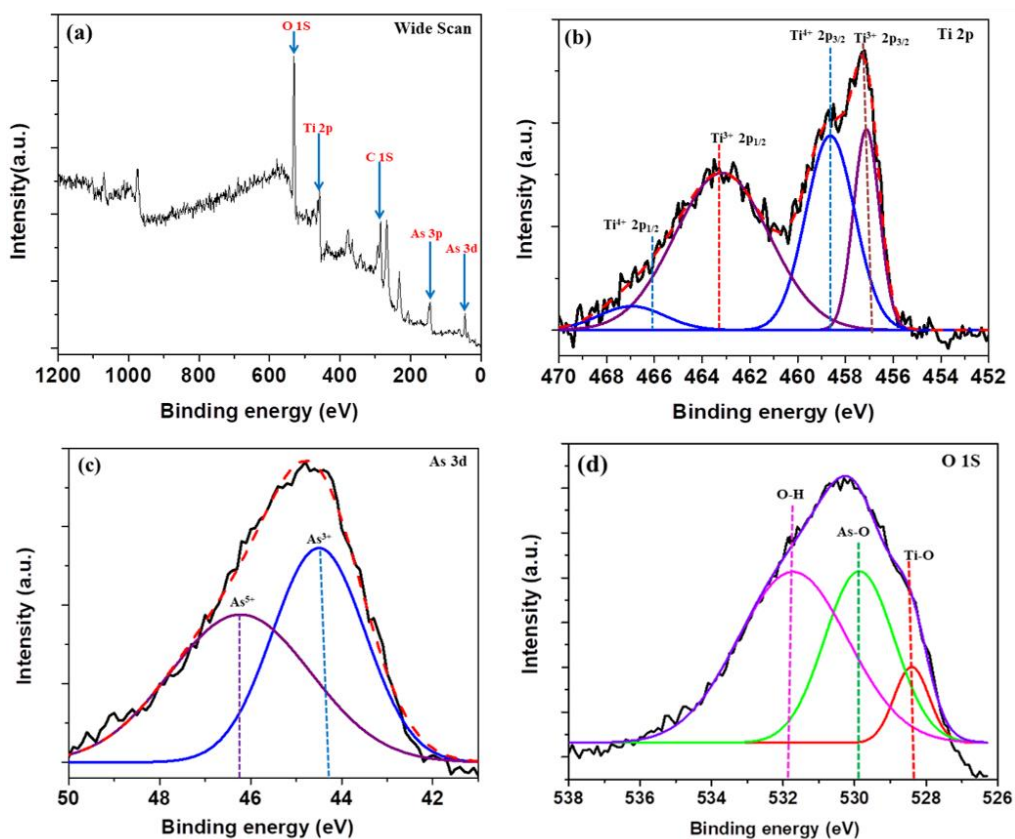 (a)
Wide Scan
O 1S
Ti 2p
C 1S
As 3p
As 3d
Intensity(a.u.)
1200 1000 800 600 400 200 0
Binding energy (eV)
(b)
Ti 2p
Ti⁴⁺ 2p₃/₂
Ti³⁺ 2p₃/₂
Ti³⁺ 2p₁/₂
Ti⁴⁺ 2p₁/₂
Intensity (a.u.)
470 468 466 464 462 460 458 456 454 452
Binding energy (eV)
(c)
As 3d
As³⁺
As⁵⁺
Intensity (a.u.)
50 48 46 44 42
Binding energy (eV)
(d)
O 1S
O-H
As-O
Ti-O
Intensity (a.u.)
538 536 534 532 530 528 526
Binding energy (eV)